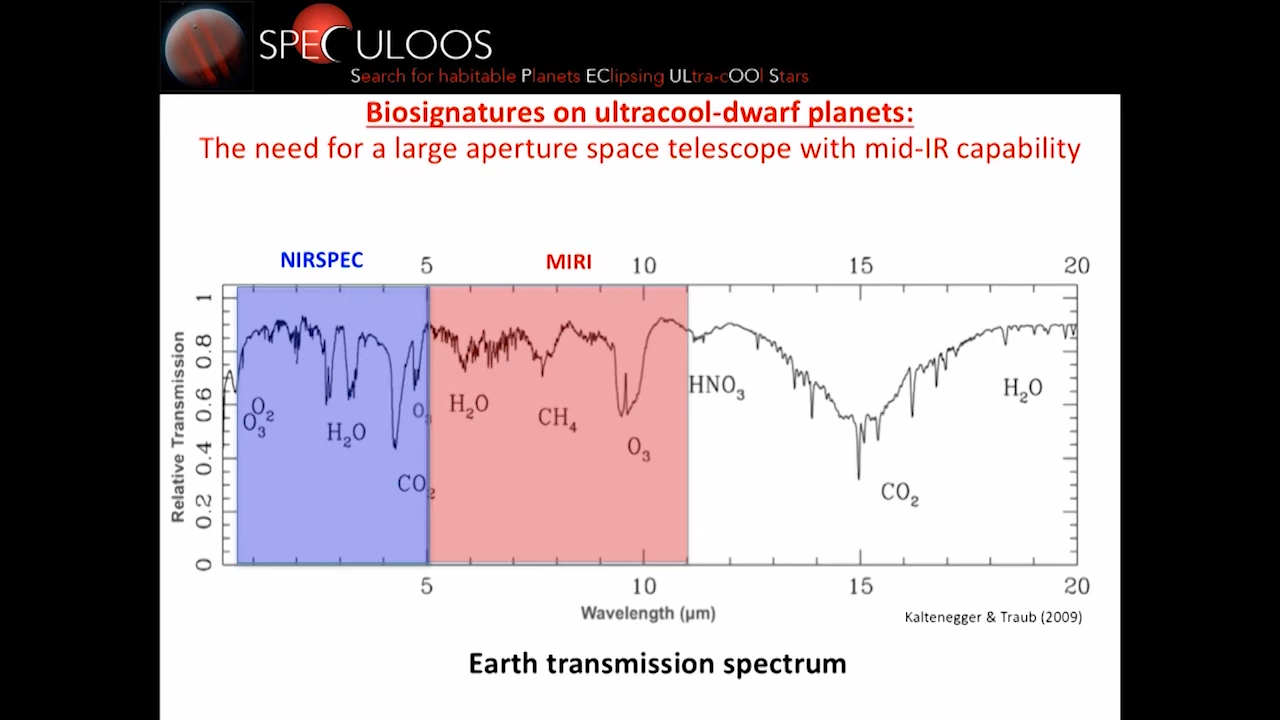 SPECULOOS
Search for habitable Planets EClipsing ULtra-cOOl Stars
Biosignatures on ultracool-dwarf planets:
The need for a large aperture space telescope with mid-IR capability
NIRSPEC 5 MIRI 10 15 20
1
0.8
0.6
0.4
0.2
0
Relative Transmission
O2
O3
H2O
CO2
O3
H2O
CH4
O3
HNO3
CO2
H2O
5 10 15 20
Wavelength (µm)
Kaltenegger & Traub (2009)
Earth transmission spectrum